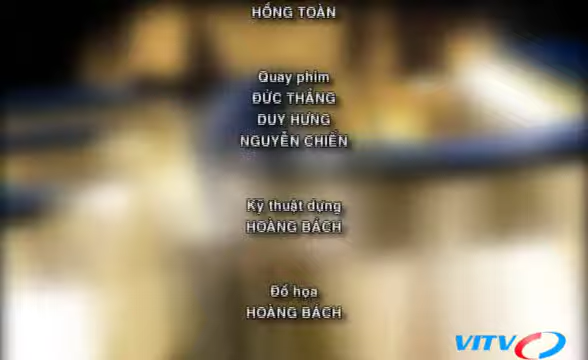 HỒNG TOÀN
Quay phim
ĐỨC THẮNG
DUY HƯNG
NGUYỄN CHIẾN
Kỹ thuật dựng
HOÀNG BÁCH
Đồ họa
HOÀNG BÁCH
VITV